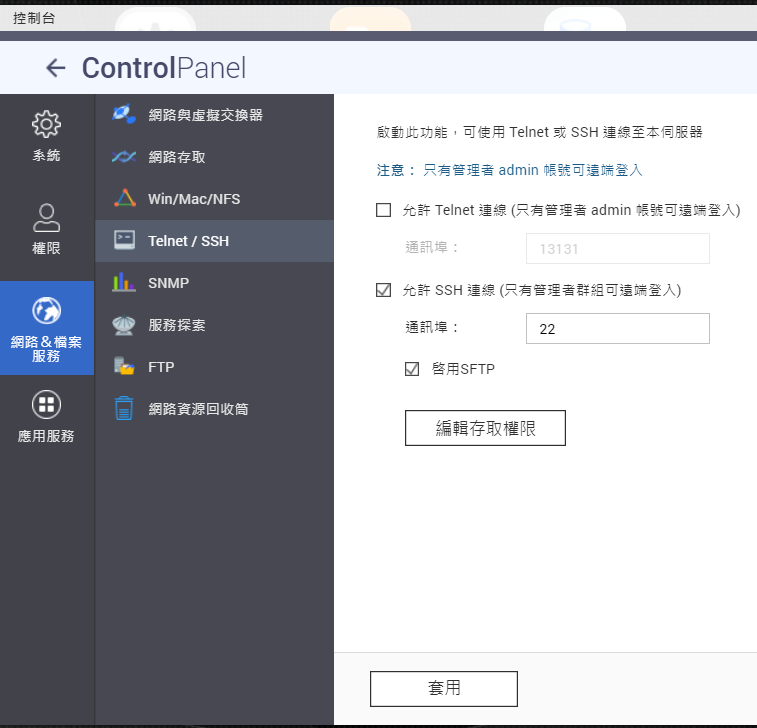 控制台
ControlPanel
系統
權限
網路＆檔案
服務
應用服務
網路與虛擬交換器
網路存取
Win/Mac/NFS
Telnet / SSH
SNMP
服務探索
FTP
網路資源回收筒
啟動此功能，可使用 Telnet 或 SSH 連線至本伺服器
注意： 只有管理者 admin 帳號可遠端登入
允許 Telnet 連線 (只有管理者 admin 帳號可遠端登入)
通訊埠：
13131
允許 SSH 連線 (只有管理者群組可遠端登入)
通訊埠：
22
啓用SFTP
編輯存取權限
套用